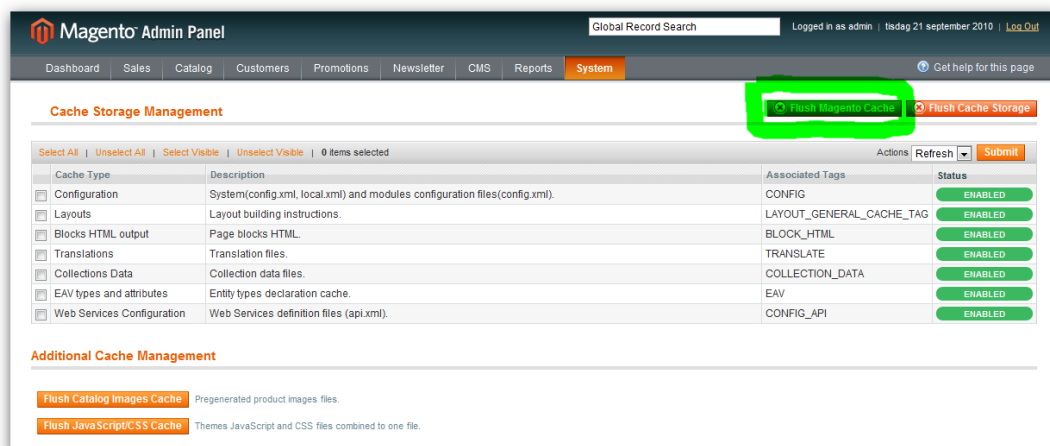 Magento™ Admin Panel
Global Record Search
Logged in as admin | tisdag 21 september 2010 | Log Out
Dashboard Sales Catalog Customers Promotions Newsletter CMS Reports System Get help for this page
Cache Storage Management
Flush Magento Cache
Flush Cache Storage
Select All | Unselect All | Select Visible | Unselect Visible | 0 items selected
Actions Refresh Submit
Cache Type Description Associated Tags Status
Configuration System(config.xml, local.xml) and modules configuration files(config.xml). CONFIG ENABLED
Layouts Layout building instructions. LAYOUT_GENERAL_CACHE_TAG ENABLED
Blocks HTML output Page blocks HTML. BLOCK_HTML ENABLED
Translations Translation files. TRANSLATE ENABLED
Collections Data Collection data files. COLLECTION_DATA ENABLED
EAV types and attributes Entity types declaration cache. EAV ENABLED
Web Services Configuration Web Services definition files (api.xml). CONFIG_API ENABLED
Additional Cache Management
Flush Catalog Images Cache Pregenerated product images files.
Flush JavaScript/CSS Cache Themes JavaScript and CSS files combined to one file.